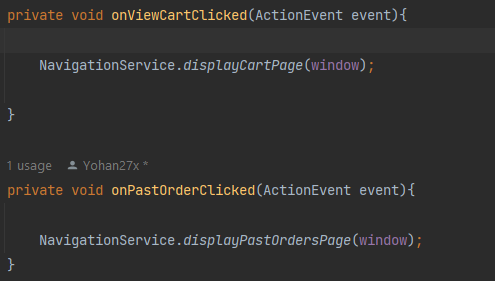 private void onViewCartClicked(ActionEvent event){
NavigationService.displayCartPage(window);
}
1 usage Yohan27x *
private void onPastOrderClicked(ActionEvent event){
NavigationService.displayPastOrdersPage(window);
}